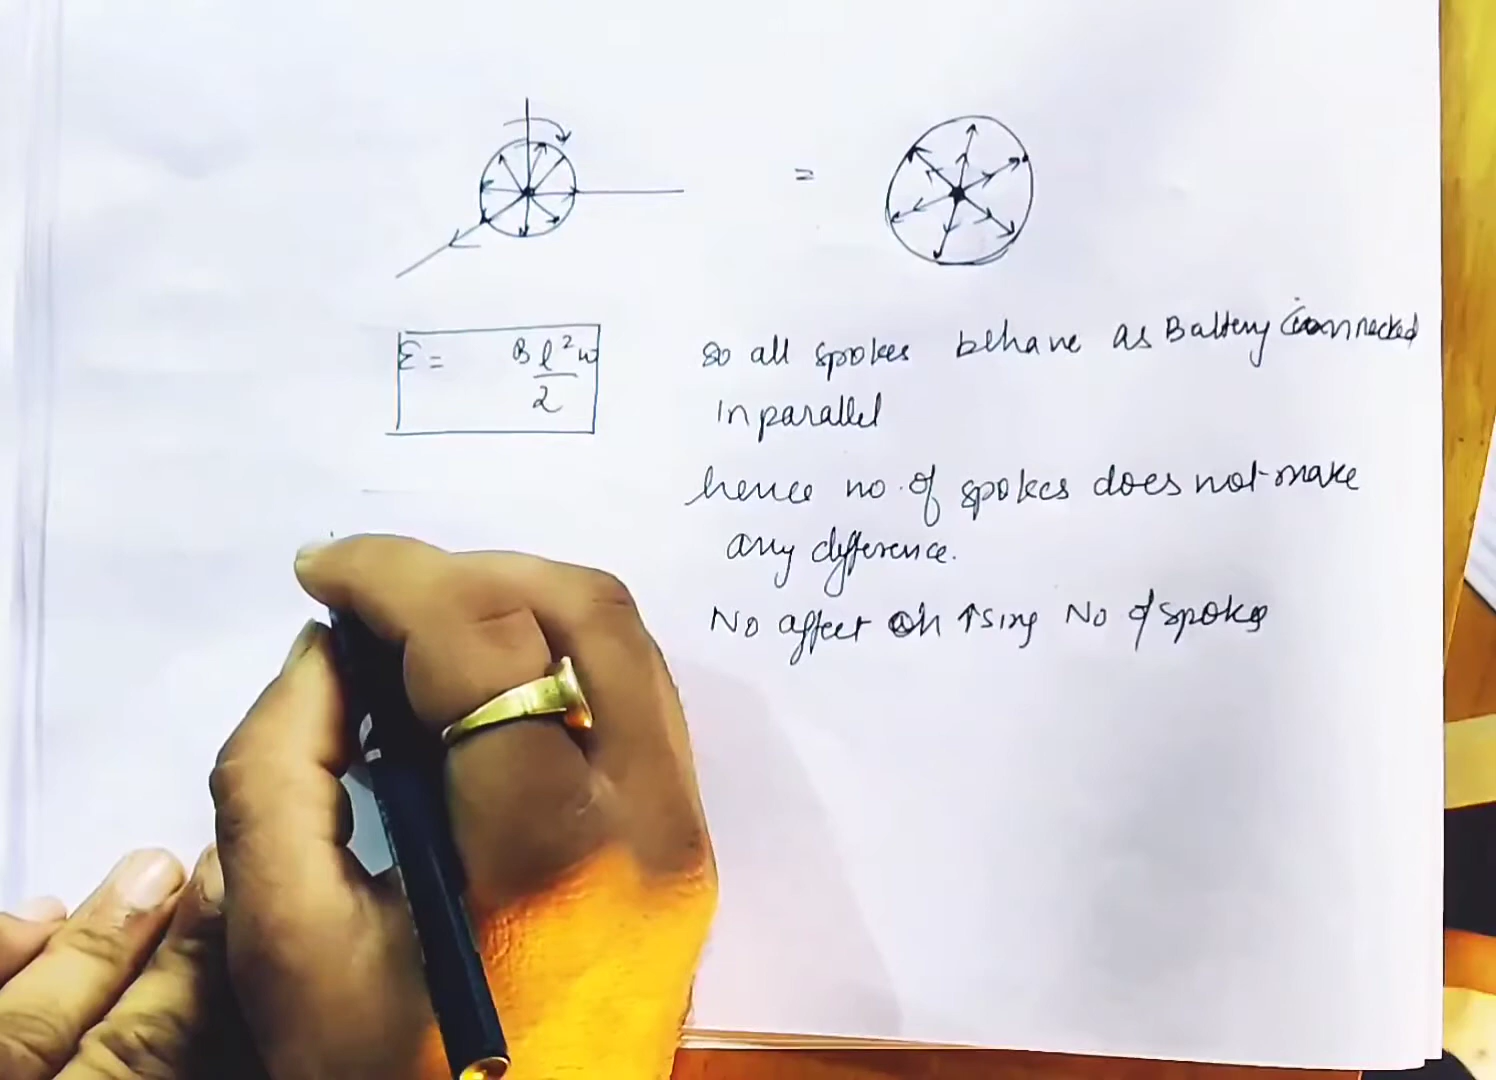 =
ε = Bl²w/2
so all spokes behave as Battery connected
in parallel
hence no. of spokes does not make
any difference.
No affect on ↑sing No of spokes